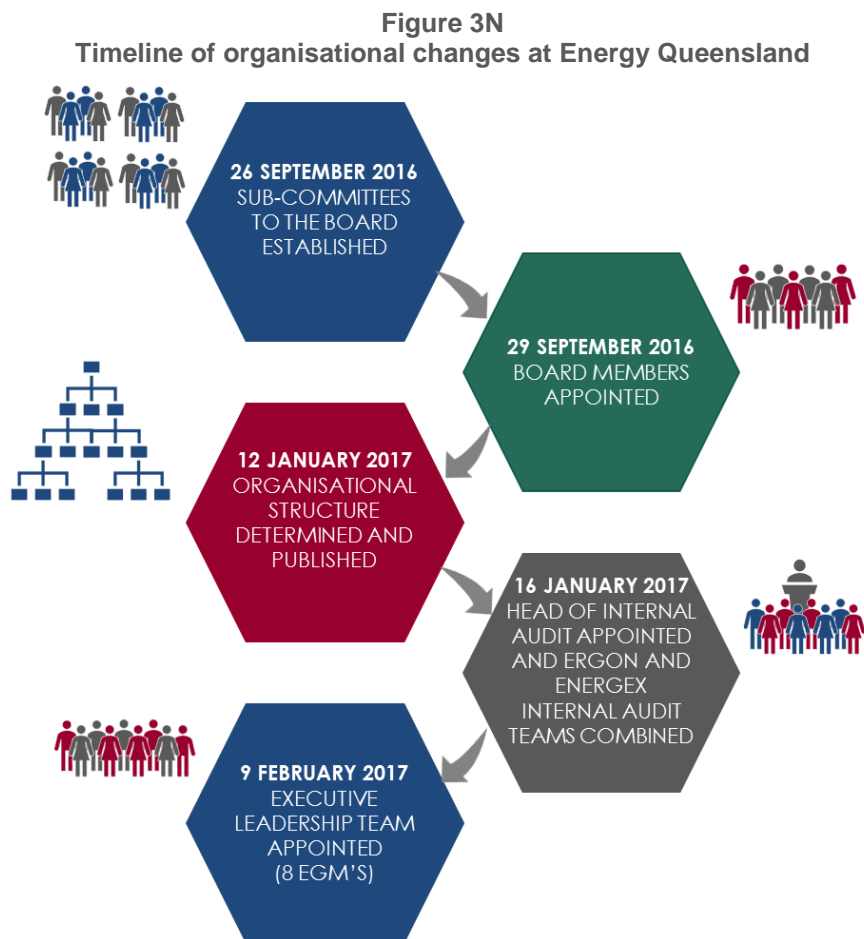 Figure 3N
Timeline of organisational changes at Energy Queensland
26 SEPTEMBER 2016
SUB-COMMITTEES
TO THE BOARD
ESTABLISHED
29 SEPTEMBER 2016
BOARD MEMBERS
APPOINTED
12 JANUARY 2017
ORGANISATIONAL
STRUCTURE
DETERMINED AND
PUBLISHED
16 JANUARY 2017
HEAD OF INTERNAL
AUDIT APPOINTED
AND ERGON AND
ENERGEX
INTERNAL AUDIT
TEAMS COMBINED
9 FEBRUARY 2017
EXECUTIVE
LEADERSHIP TEAM
APPOINTED
(8 EGM'S)